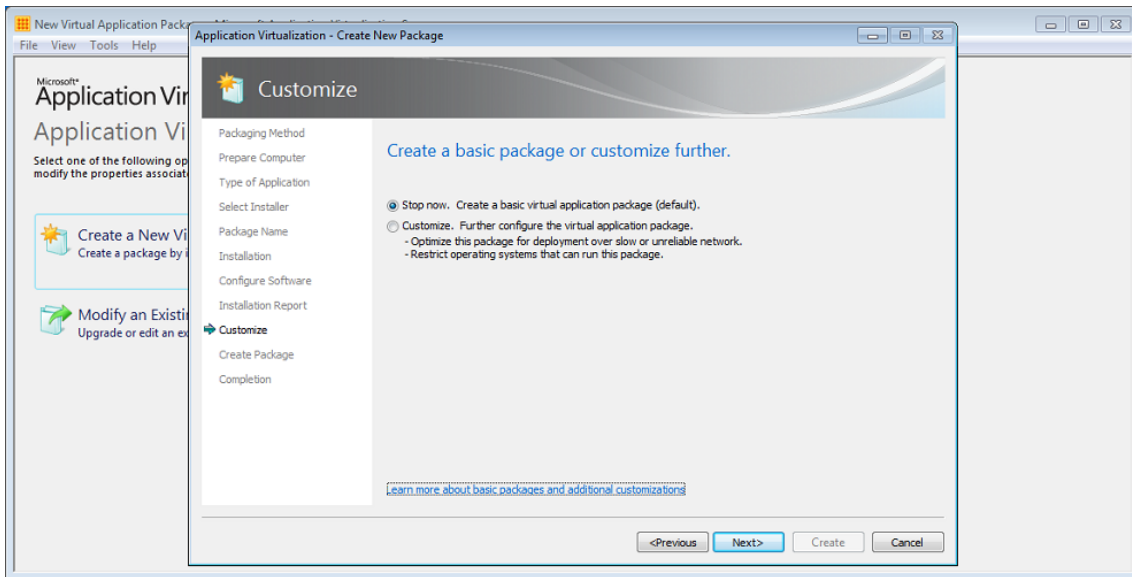 New Virtual Application Packa
File View Tools Help
Microsoft
Application Vir
Application Vi
Select one of the following op
modify the properties associat
Create a New Vi
Create a package by i
Modify an Existi
Upgrade or edit an ex
Application Virtualization - Create New Package
Customize
Packaging Method
Prepare Computer
Type of Application
Select Installer
Package Name
Installation
Configure Software
Installation Report
Customize
Create Package
Completion
Create a basic package or customize further.
Stop now. Create a basic virtual application package (default).
Customize. Further configure the virtual application package.
- Optimize this package for deployment over slow or unreliable network.
- Restrict operating systems that can run this package.
Learn more about basic packages and additional customizations
<Previous
Next>
Create
Cancel